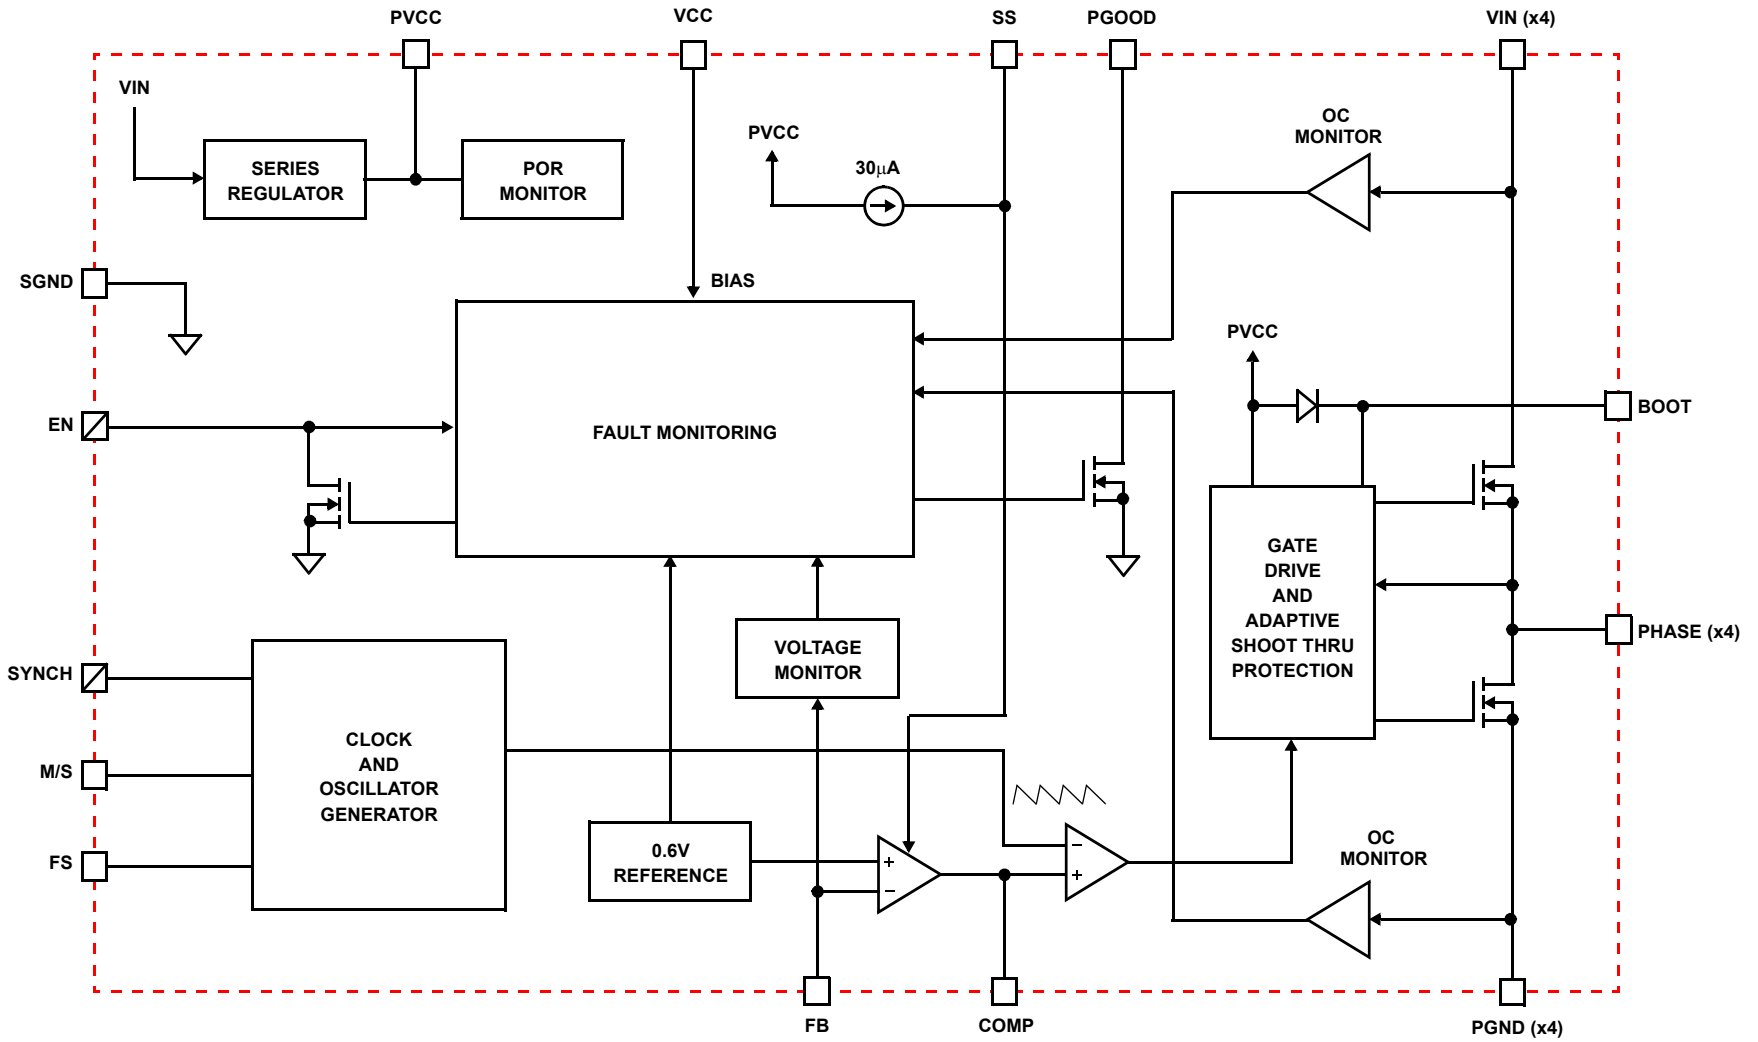 PVCC
VCC
SS
PGOOD
VIN (x4)
VIN
SERIES
REGULATOR
POR
MONITOR
PVCC
30μA
OC
MONITOR
SGND
BIAS
PVCC
EN
FAULT MONITORING
BOOT
GATE
DRIVE
AND
ADAPTIVE
SHOOT THRU
PROTECTION
PHASE (x4)
SYNCH
M/S
FS
CLOCK
AND
OSCILLATOR
GENERATOR
VOLTAGE
MONITOR
0.6V
REFERENCE
+
−
−
+
OC
MONITOR
FB
COMP
PGND (x4)